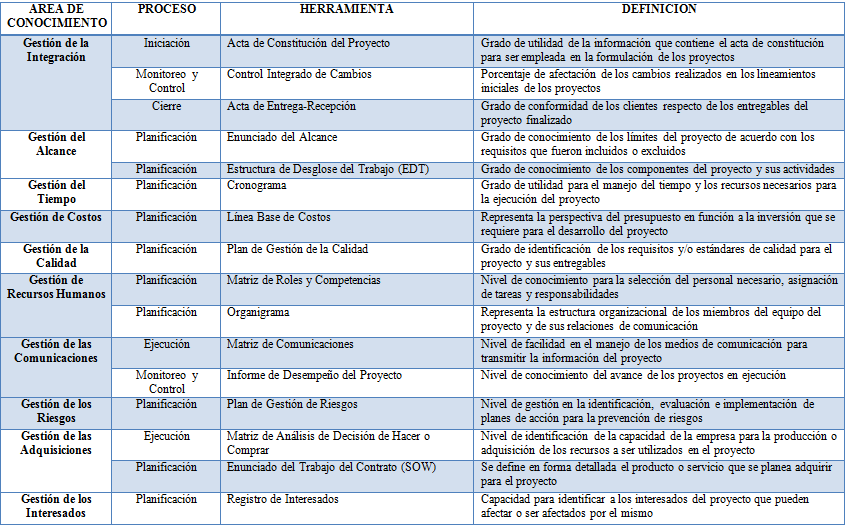 AREA DE CONOCIMIENTO PROCESO HERRAMIENTA DEFINICION
Gestión de la Integración Iniciación Acta de Constitución del Proyecto Grado de utilidad de la información que contiene el acta de constitución
para ser empleada en la formulación de los proyectos
Monitoreo y Control Control Integrado de Cambios Porcentaje de afectación de los cambios realizados en los lineamientos
iniciales de los proyectos
Cierre Acta de Entrega-Recepción Grado de conformidad de los clientes respecto de los entregables del
proyecto finalizado
Gestión del Alcance Planificación Enunciado del Alcance Grado de conocimiento de los límites del proyecto de acuerdo con los
requisitos que fueron incluidos o excluidos
Planificación Estructura de Desglose del Trabajo (EDT) Grado de conocimiento de los componentes del proyecto y sus actividades
Gestión del Tiempo Planificación Cronograma Grado de utilidad para el manejo del tiempo y los recursos necesarios para
la ejecución del proyecto
Gestión de Costos Planificación Línea Base de Costos Representa la perspectiva del presupuesto en función a la inversión que se
requiere para el desarrollo del proyecto
Gestión de la Calidad Planificación Plan de Gestión de la Calidad Grado de identificación de los requisitos y/o estándares de calidad para el
proyecto y sus entregables
Gestión de Recursos Humanos Planificación Matriz de Roles y Competencias Nivel de conocimiento para la selección del personal necesario, asignación
de tareas y responsabilidades
Planificación Organigrama Representa la estructura organizacional de los miembros del equipo del
proyecto y de sus relaciones de comunicación
Gestión de las Comunicaciones Ejecución Matriz de Comunicaciones Nivel de facilidad en el manejo de los medios de comunicación para
transmitir la información del proyecto
Monitoreo y Control Informe de Desempeño del Proyecto Nivel de conocimiento del avance de los proyectos en ejecución
Gestión de los Riesgos Planificación Plan de Gestión de Riesgos Nivel de gestión en la identificación, evaluación e implementación de
planes de acción para la prevención de riesgos
Gestión de las Adquisiciones Ejecución Matriz de Análisis de Decisión de Hacer o Comprar Nivel de identificación de la capacidad de la empresa para la producción o
adquisición de los recursos a ser utilizados en el proyecto
Planificación Enunciado del Trabajo del Contrato (SOW) Se define en forma detallada el producto o servicio que se planea adquirir
para el proyecto
Gestión de los Interesados Planificación Registro de Interesados Capacidad para identificar a los interesados del proyecto que pueden
afectar o ser afectados por el mismo